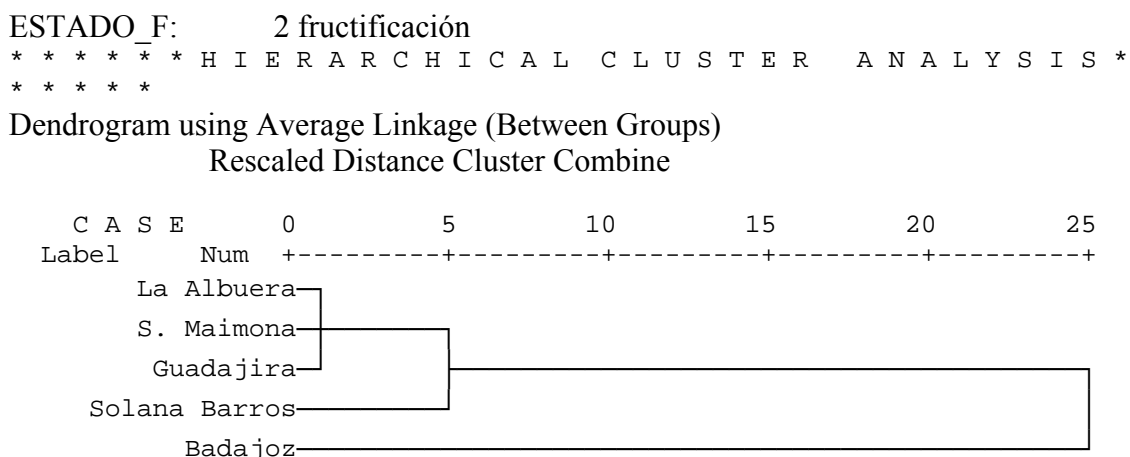 ESTADO_F: 2 fructificación
* * * * * * H I E R A R C H I C A L C L U S T E R A N A L Y S I S *
* * * * *
Dendrogram using Average Linkage (Between Groups)
Rescaled Distance Cluster Combine
C A S E 0 5 10 15 20 25
Label Num +---------+---------+---------+---------+---------+
La Albuera
S. Maimona
Guadajira
Solana Barros
Badajoz